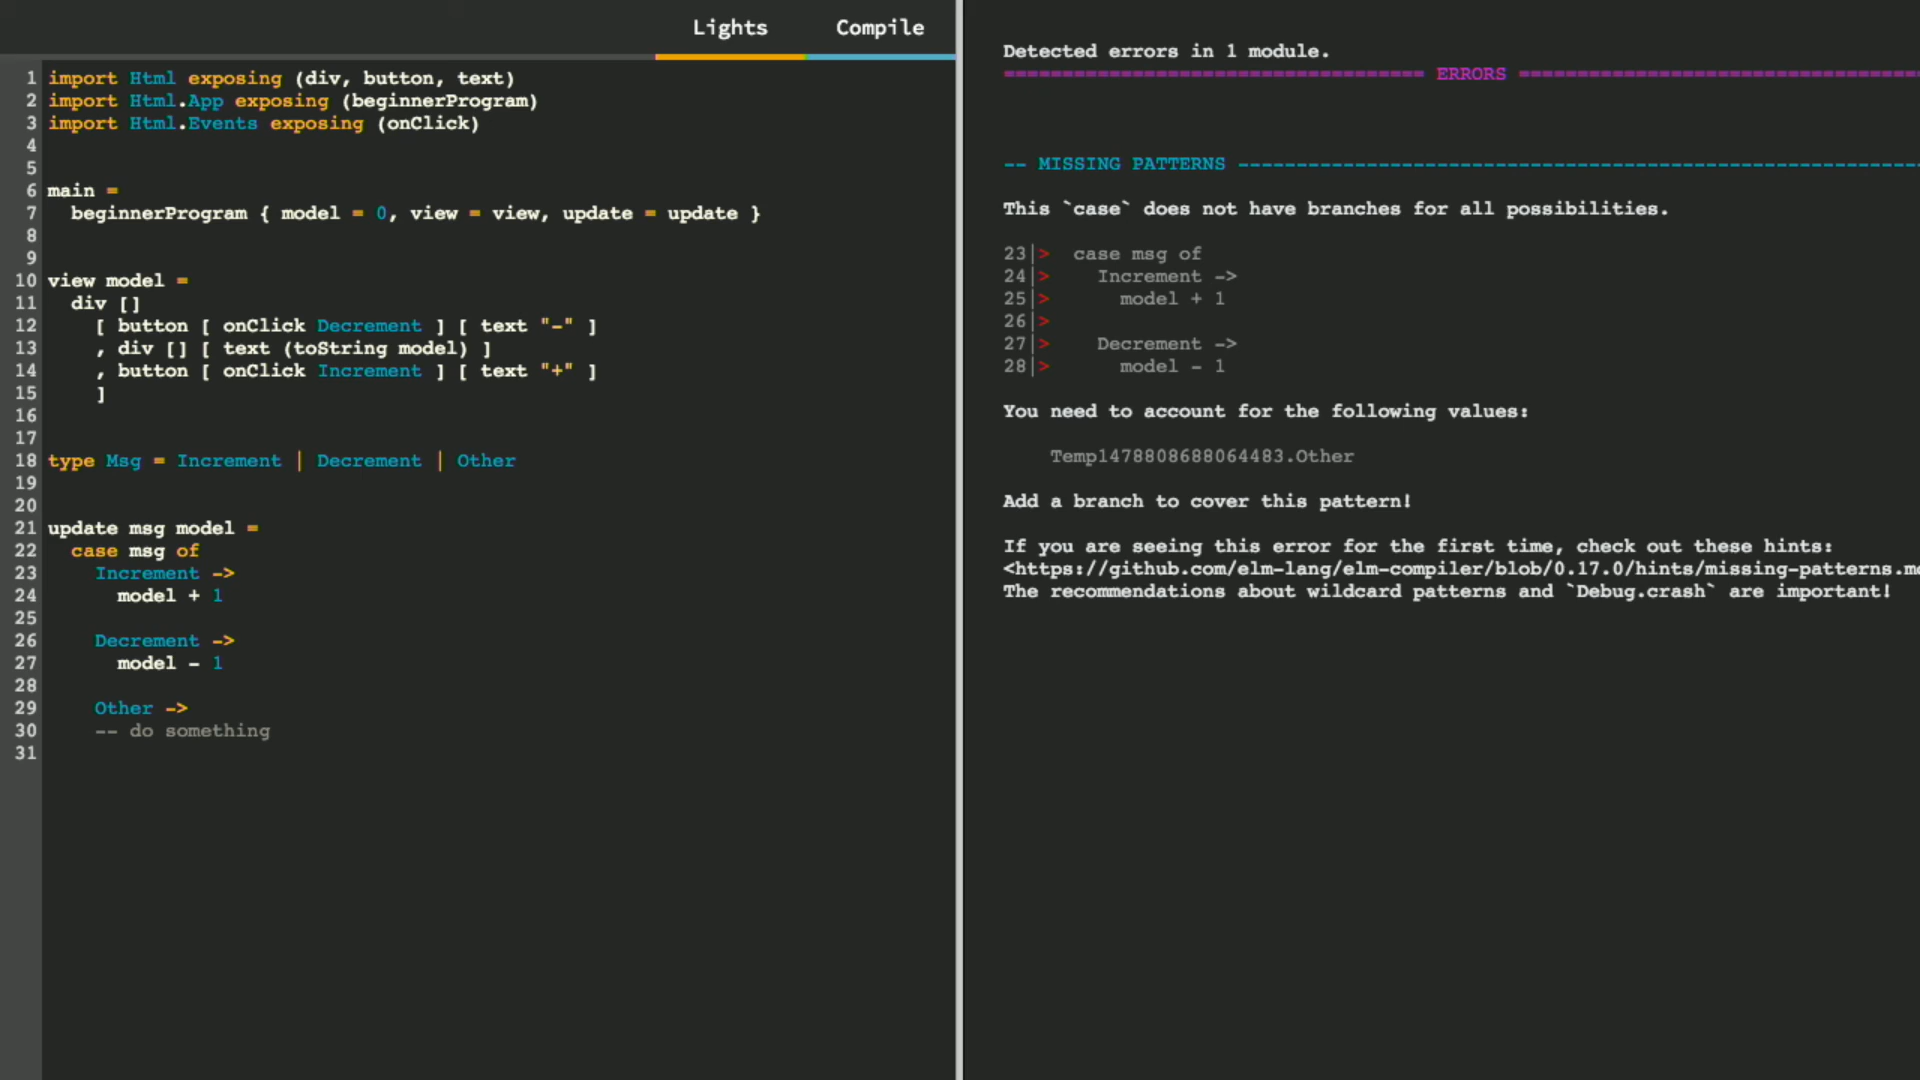 Lights Compile
1 import Html exposing (div, button, text)
2 import Html.App exposing (beginnerProgram)
3 import Html.Events exposing (onClick)
4
5
6 main =
7 beginnerProgram { model = 0, view = view, update = update }
8
9
10 view model =
11 div []
12 [ button [ onClick Decrement ] [ text "-" ]
13 , div [] [ text (toString model) ]
14 , button [ onClick Increment ] [ text "+" ]
15 ]
16
17
18 type Msg = Increment | Decrement | Other
19
20
21 update msg model =
22 case msg of
23 Increment ->
24 model + 1
25
26 Decrement ->
27 model - 1
28
29 Other ->
30 -- do something
31
Detected errors in 1 module.
==================================== ERRORS ==================================
-- MISSING PATTERNS ----------------------------------------------------------
This `case` does not have branches for all possibilities.
23|> case msg of
24|> Increment ->
25|> model + 1
26|>
27|> Decrement ->
28|> model - 1
You need to account for the following values:
Temp1478808688064483.Other
Add a branch to cover this pattern!
If you are seeing this error for the first time, check out these hints:
<https://github.com/elm-lang/elm-compiler/blob/0.17.0/hints/missing-patterns.m
The recommendations about wildcard patterns and `Debug.crash` are important!